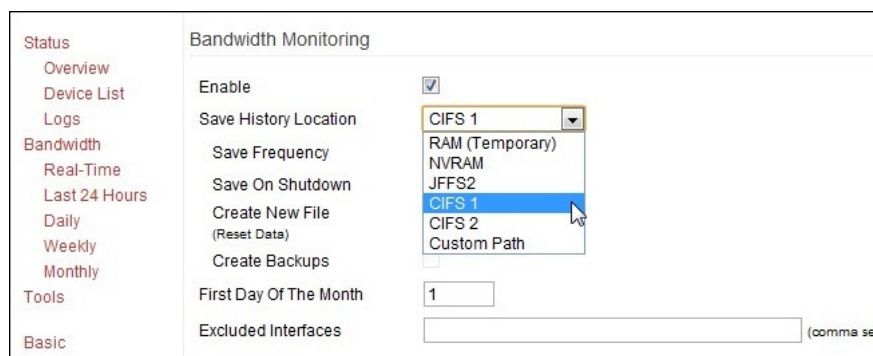 Status
Overview
Device List
Logs
Bandwidth
Real-Time
Last 24 Hours
Daily
Weekly
Monthly
Tools
Basic
Bandwidth Monitoring
Enable
Save History Location
CIFS 1
RAM (Temporary)
NVRAM
JFFS2
CIFS 1
CIFS 2
Custom Path
Save Frequency
Save On Shutdown
Create New File
(Reset Data)
Create Backups
First Day Of The Month
1
Excluded Interfaces
(comma se